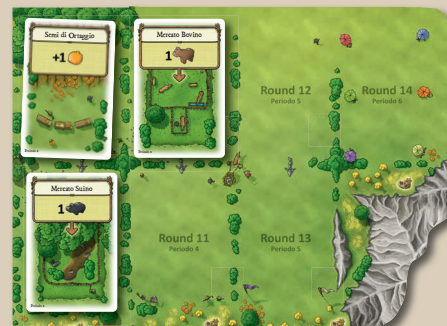 Semi di Ortaggio
+1
Mercato Bovino
1
Round 12
Periodo 5
Round 14
Periodo 6
Mercato Suino
1
Round 11
Periodo 4
Round 13
Periodo 5